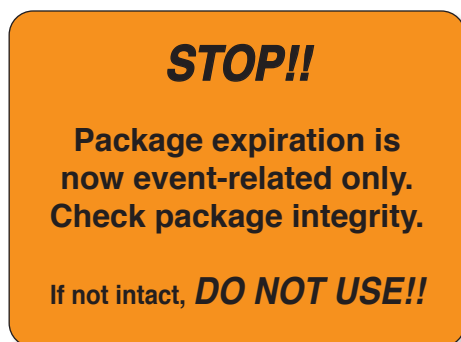 STOP!!
Package expiration is
now event-related only.
Check package integrity.
If not intact, DO NOT USE!!